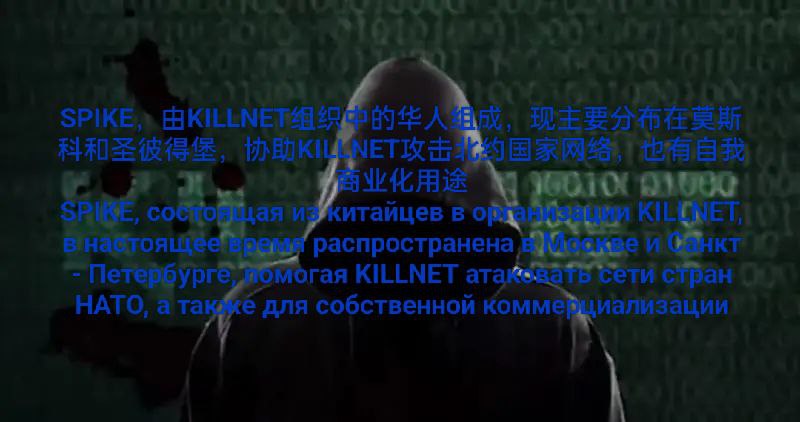 SPIKE，由KILLNET组织中的华人组成，现主要分布在莫斯
科和圣彼得堡，协助KILLNET攻击北约国家网络，也有自我
商业化用途
SPIKE, состоящая из китайцев в организации KILLNET,
в настоящее время распространена в Москве и Санкт
- Петербурге, помогая KILLNET атаковать сети стран
НАТО, а также для собственной коммерциализации